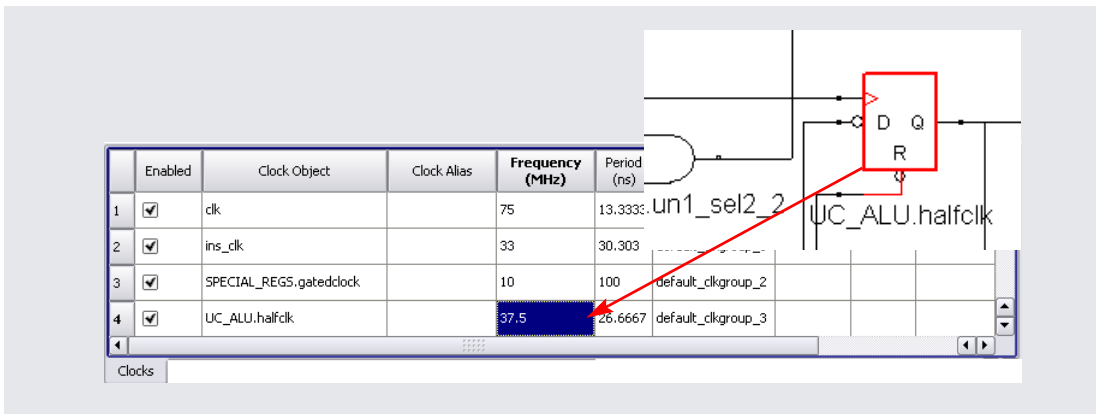 D Q
R
UC_ALU.halfclk
un1_sel2_2
Enabled Clock Object Clock Alias Frequency (MHz) Period (ns)
1 clk 75 13.3333
2 ins_clk 33 30.303
3 SPECIAL_REGS.gatedclock 10 100 default_clkgroup_2
4 UC_ALU.halfclk 37.5 26.6667 default_clkgroup_3
Clocks